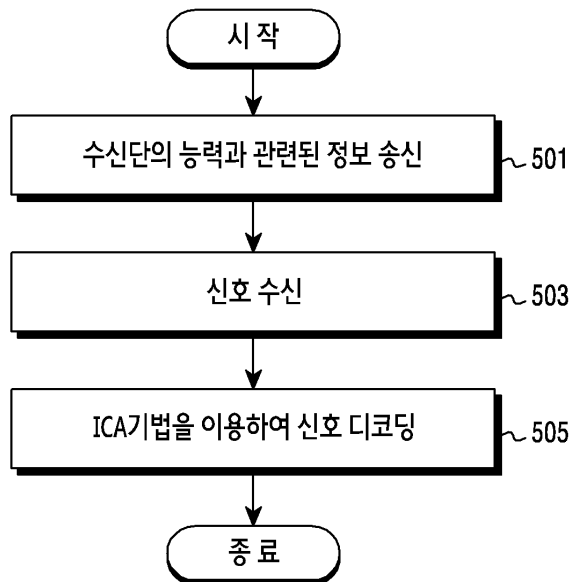 시 작
수신단의 능력과 관련된 정보 송신
501
신호 수신
503
ICA기법을 이용하여 신호 디코딩
505
종 료